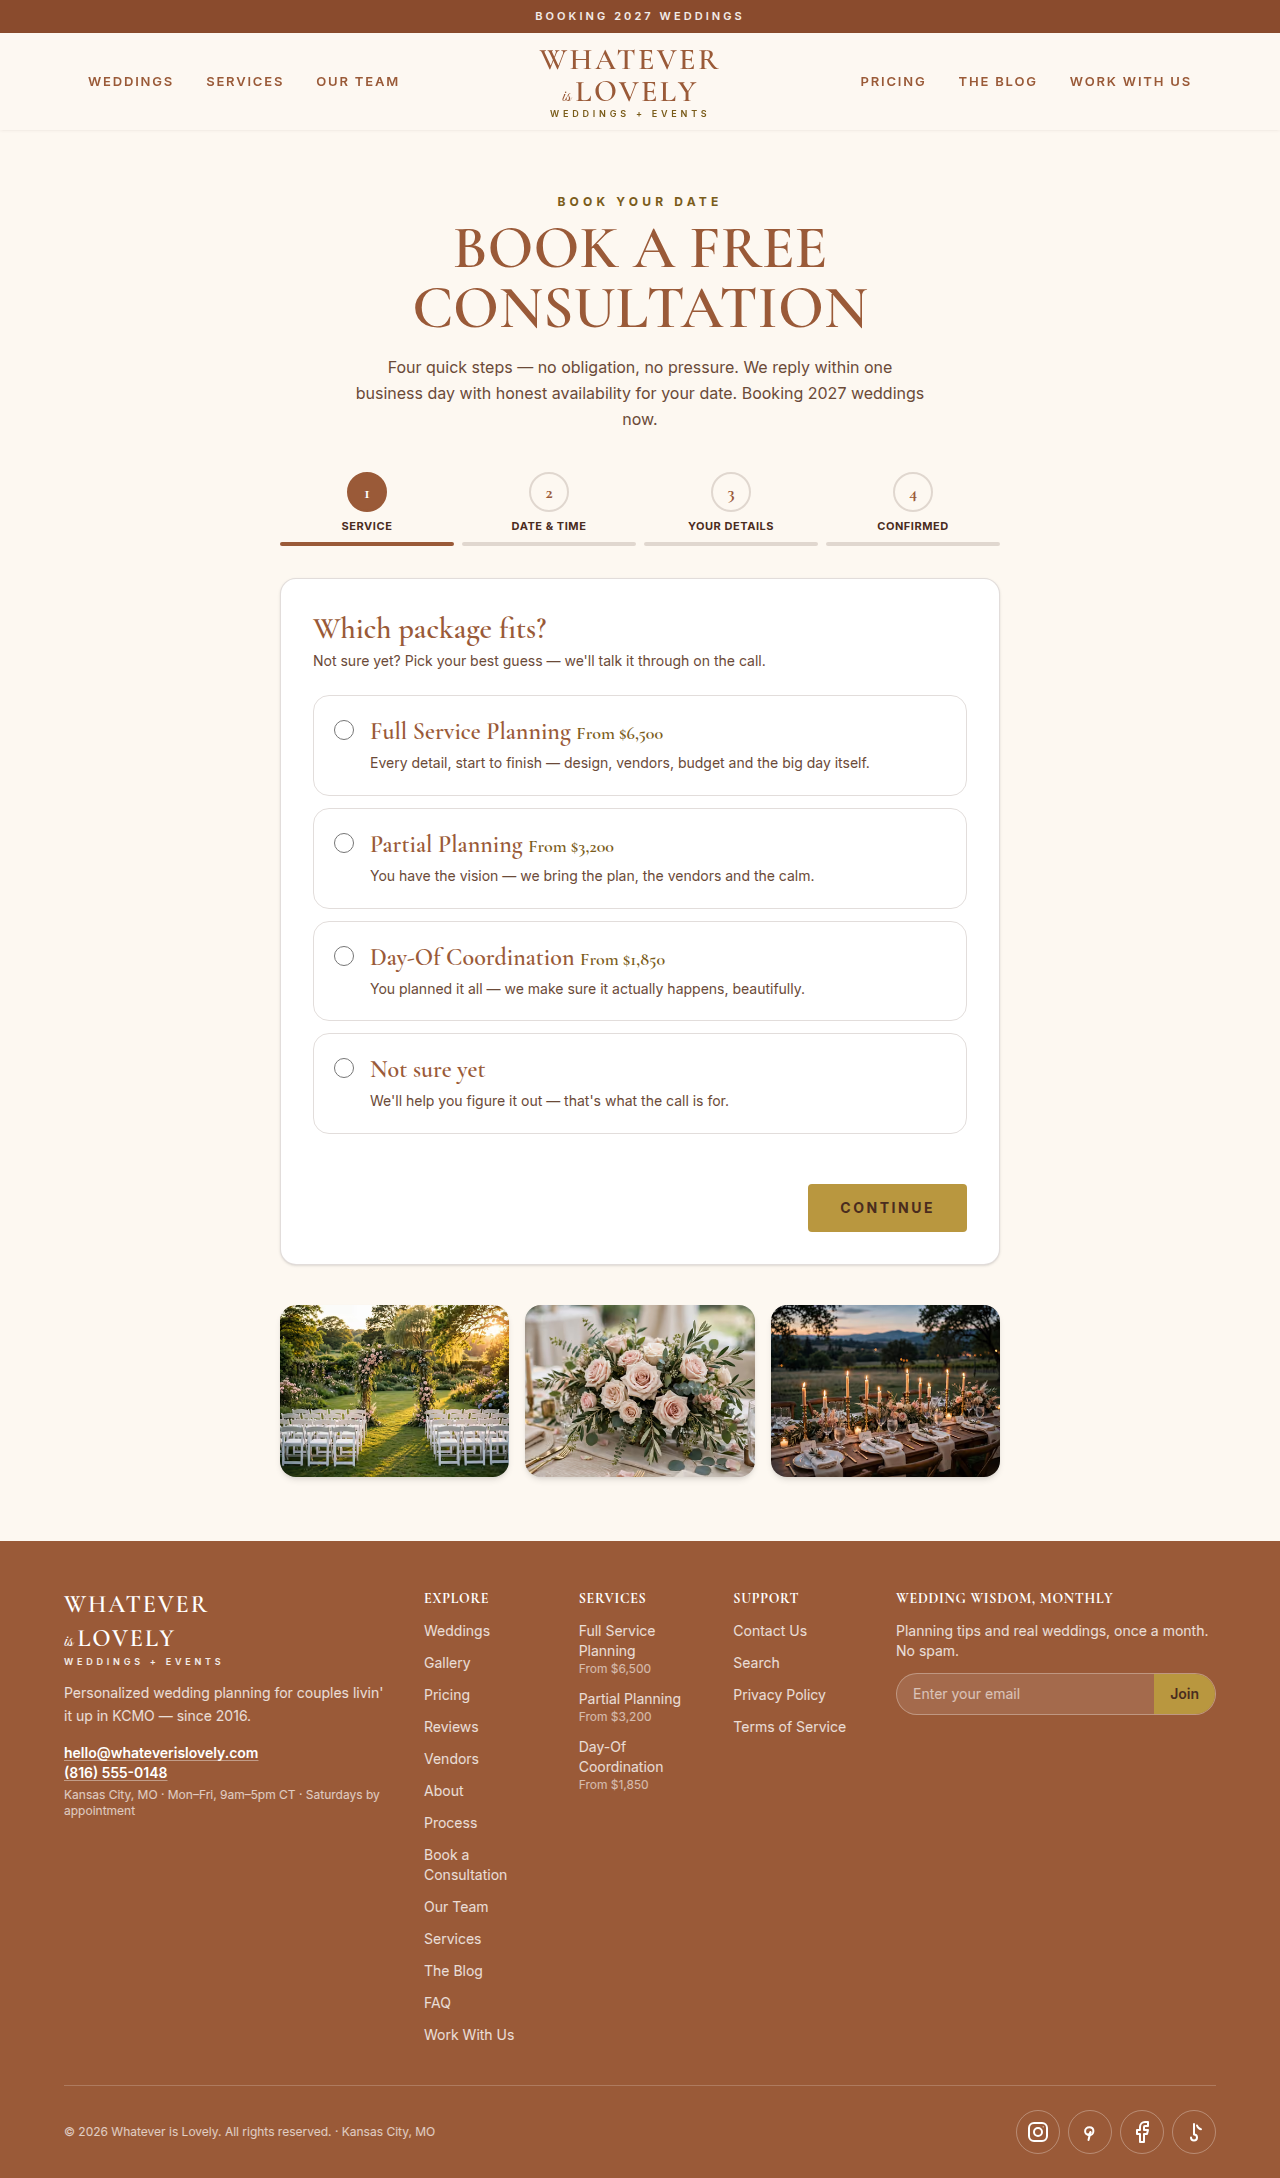 BOOKING 2027 WEDDINGS
WEDDINGS SERVICES OUR TEAM
WHATEVER
is LOVELY
WEDDINGS + EVENTS
PRICING THE BLOG WORK WITH US
BOOK YOUR DATE
BOOK A FREE
CONSULTATION
Four quick steps — no obligation, no pressure. We reply within one
business day with honest availability for your date. Booking 2027 weddings
now.
1 2 3 4
SERVICE DATE & TIME YOUR DETAILS CONFIRMED
Which package fits?
Not sure yet? Pick your best guess — we'll talk it through on the call.
Full Service Planning From $6,500
Every detail, start to finish — design, vendors, budget and the big day itself.
Partial Planning From $3,200
You have the vision — we bring the plan, the vendors and the calm.
Day-Of Coordination From $1,850
You planned it all — we make sure it actually happens, beautifully.
Not sure yet
We'll help you figure it out — that's what the call is for.
CONTINUE
WHATEVER
is LOVELY
WEDDINGS + EVENTS
Personalized wedding planning for couples livin'
it up in KCMO — since 2016.
hello@whateverislovely.com
(816) 555-0148
Kansas City, MO · Mon–Fri, 9am–5pm CT · Saturdays by
appointment
EXPLORE
Weddings
Gallery
Pricing
Reviews
Vendors
About
Process
Book a
Consultation
Our Team
Services
The Blog
FAQ
Work With Us
SERVICES
Full Service
Planning
From $6,500
Partial Planning
From $3,200
Day-Of
Coordination
From $1,850
SUPPORT
Contact Us
Search
Privacy Policy
Terms of Service
WEDDING WISDOM, MONTHLY
Planning tips and real weddings, once a month.
No spam.
Enter your email Join
© 2026 Whatever is Lovely. All rights reserved. · Kansas City, MO